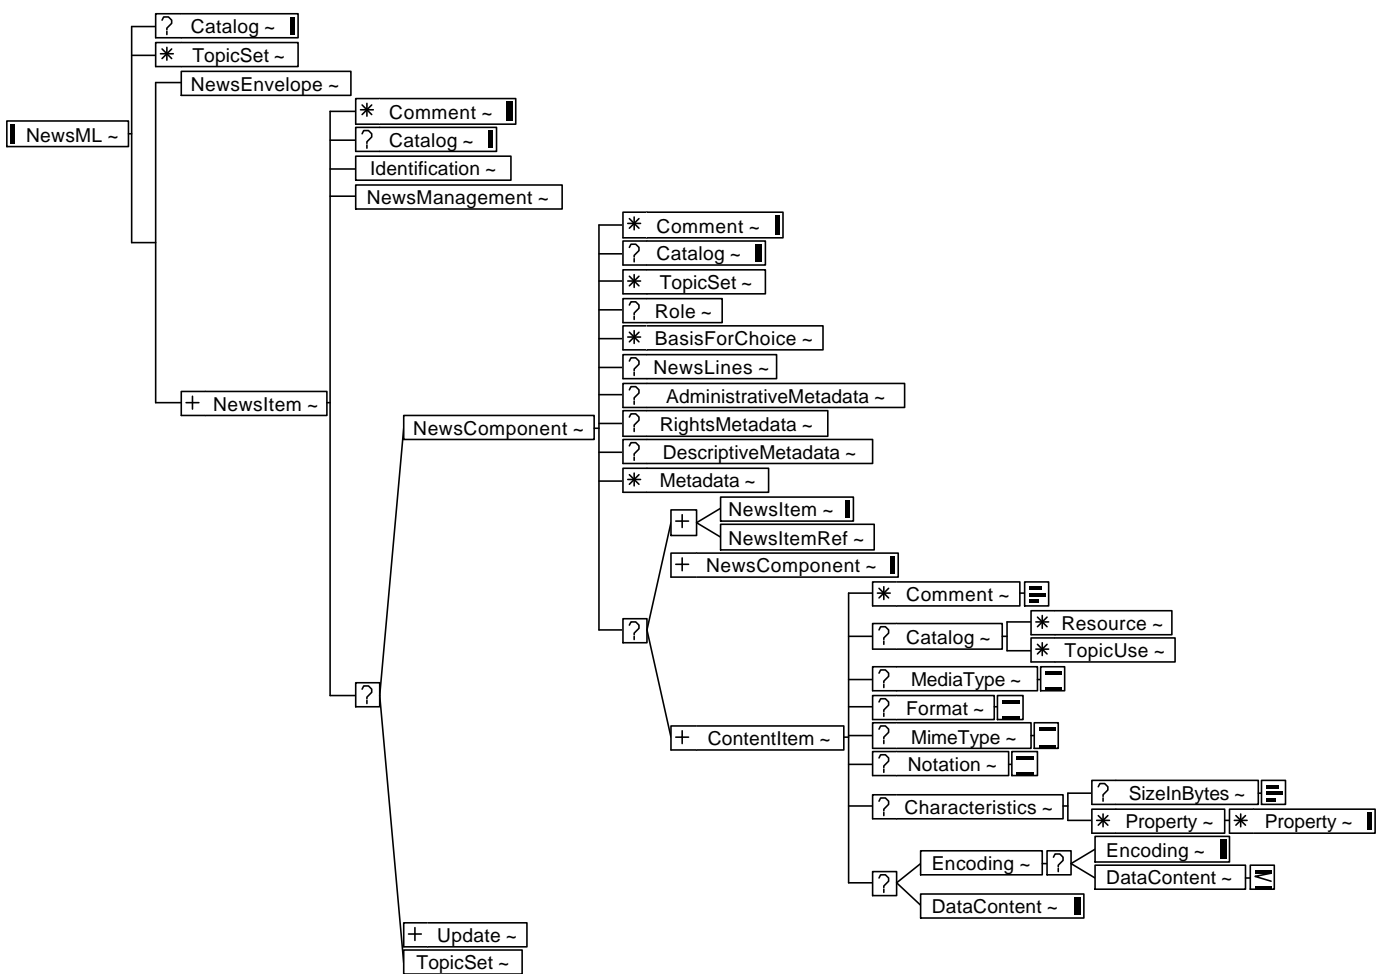 ? Catalog ~
* TopicSet ~
NewsEnvelope ~
* Comment ~
NewsML ~
? Catalog ~
Identification ~
NewsManagement ~
* Comment ~
? Catalog ~
* TopicSet ~
? Role ~
* BasisForChoice ~
? NewsLines ~
? AdministrativeMetadata ~
+ NewsItem ~
NewsComponent ~
? RightsMetadata ~
? DescriptiveMetadata ~
* Metadata ~
NewsItem ~
+
NewsItemRef ~
+ NewsComponent ~
* Comment ~
? Catalog ~
* Resource ~
* TopicUse ~
?
? MediaType ~
?
? Format ~
+ ContentItem ~
? MimeType ~
? Notation ~
? SizeInBytes ~
? Characteristics ~
* Property ~
* Property ~
Encoding ~
?
Encoding ~
?
DataContent ~
DataContent ~
+ Update ~
TopicSet ~